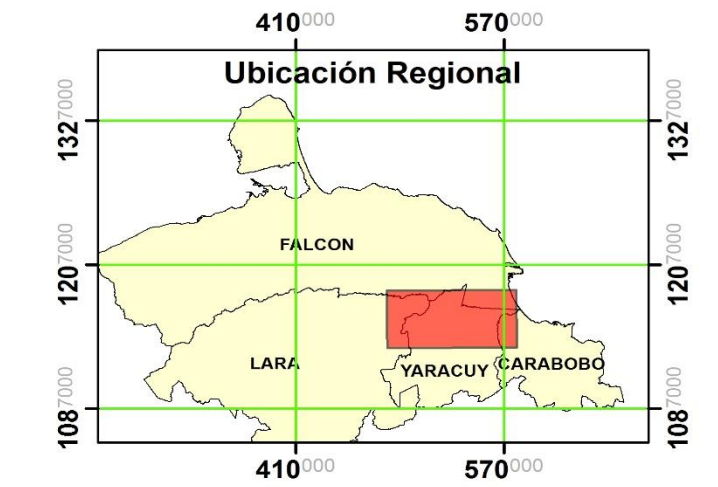 410000 570000
Ubicación Regional
1327000 1327000
FALCON
1207000 1207000
LARA YARACUY CARABOBO
1087000 1087000
410000 570000